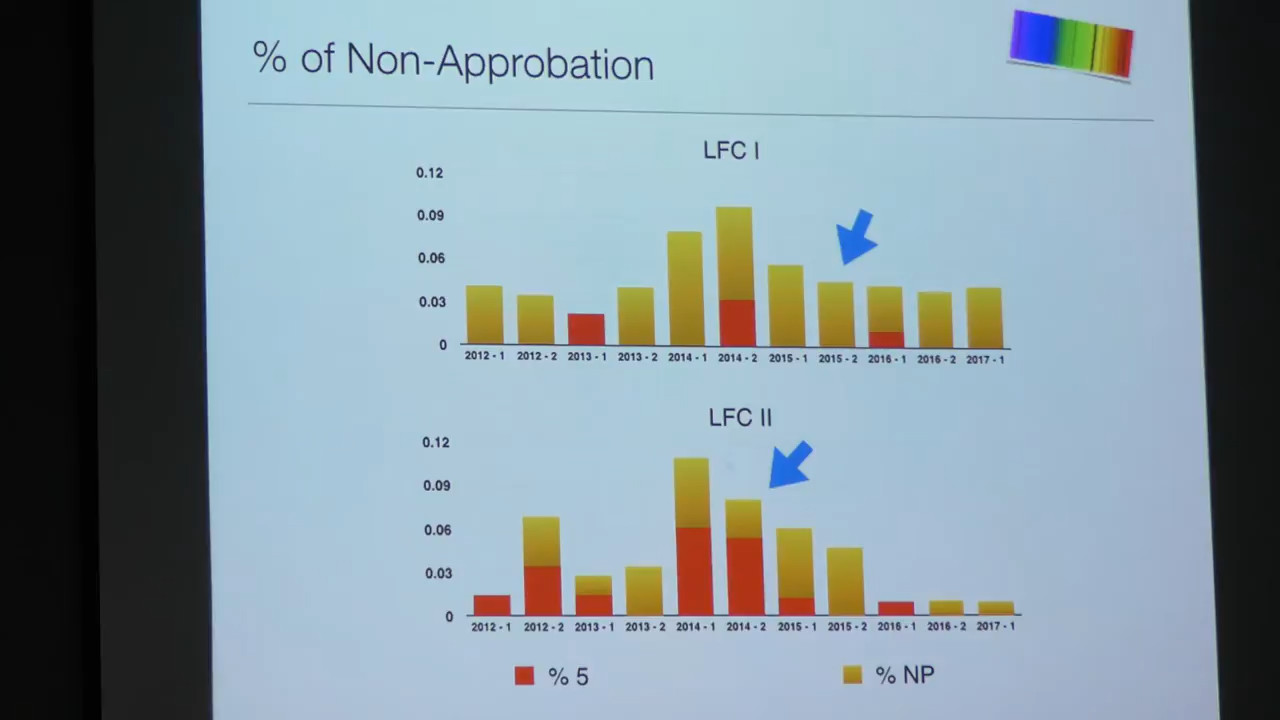 % of Non-Approbation
LFC I
0.12
0.09
0.06
0.03
0
2012 - 1 2012 - 2 2013 - 1 2013 - 2 2014 - 1 2014 - 2 2015 - 1 2015 - 2 2016 - 1 2016 - 2 2017 - 1
LFC II
0.12
0.09
0.06
0.03
0
2012 - 1 2012 - 2 2013 - 1 2013 - 2 2014 - 1 2014 - 2 2015 - 1 2015 - 2 2016 - 1 2016 - 2 2017 - 1
% 5 % NP